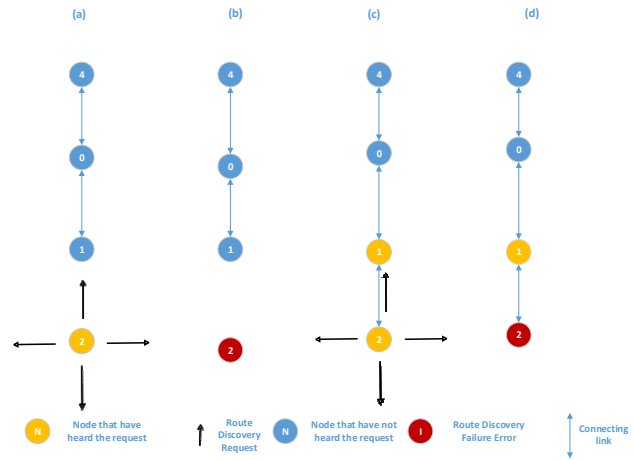 (a)
(b)
(c)
(d)
4
4
4
4
0
0
0
0
1
1
1
1
2
2
2
2
N
Node that have
heard the request
Route
Discovery
Request
N
Node that have not
heard the request
I
Route Discovery
Failure Error
Connecting
link